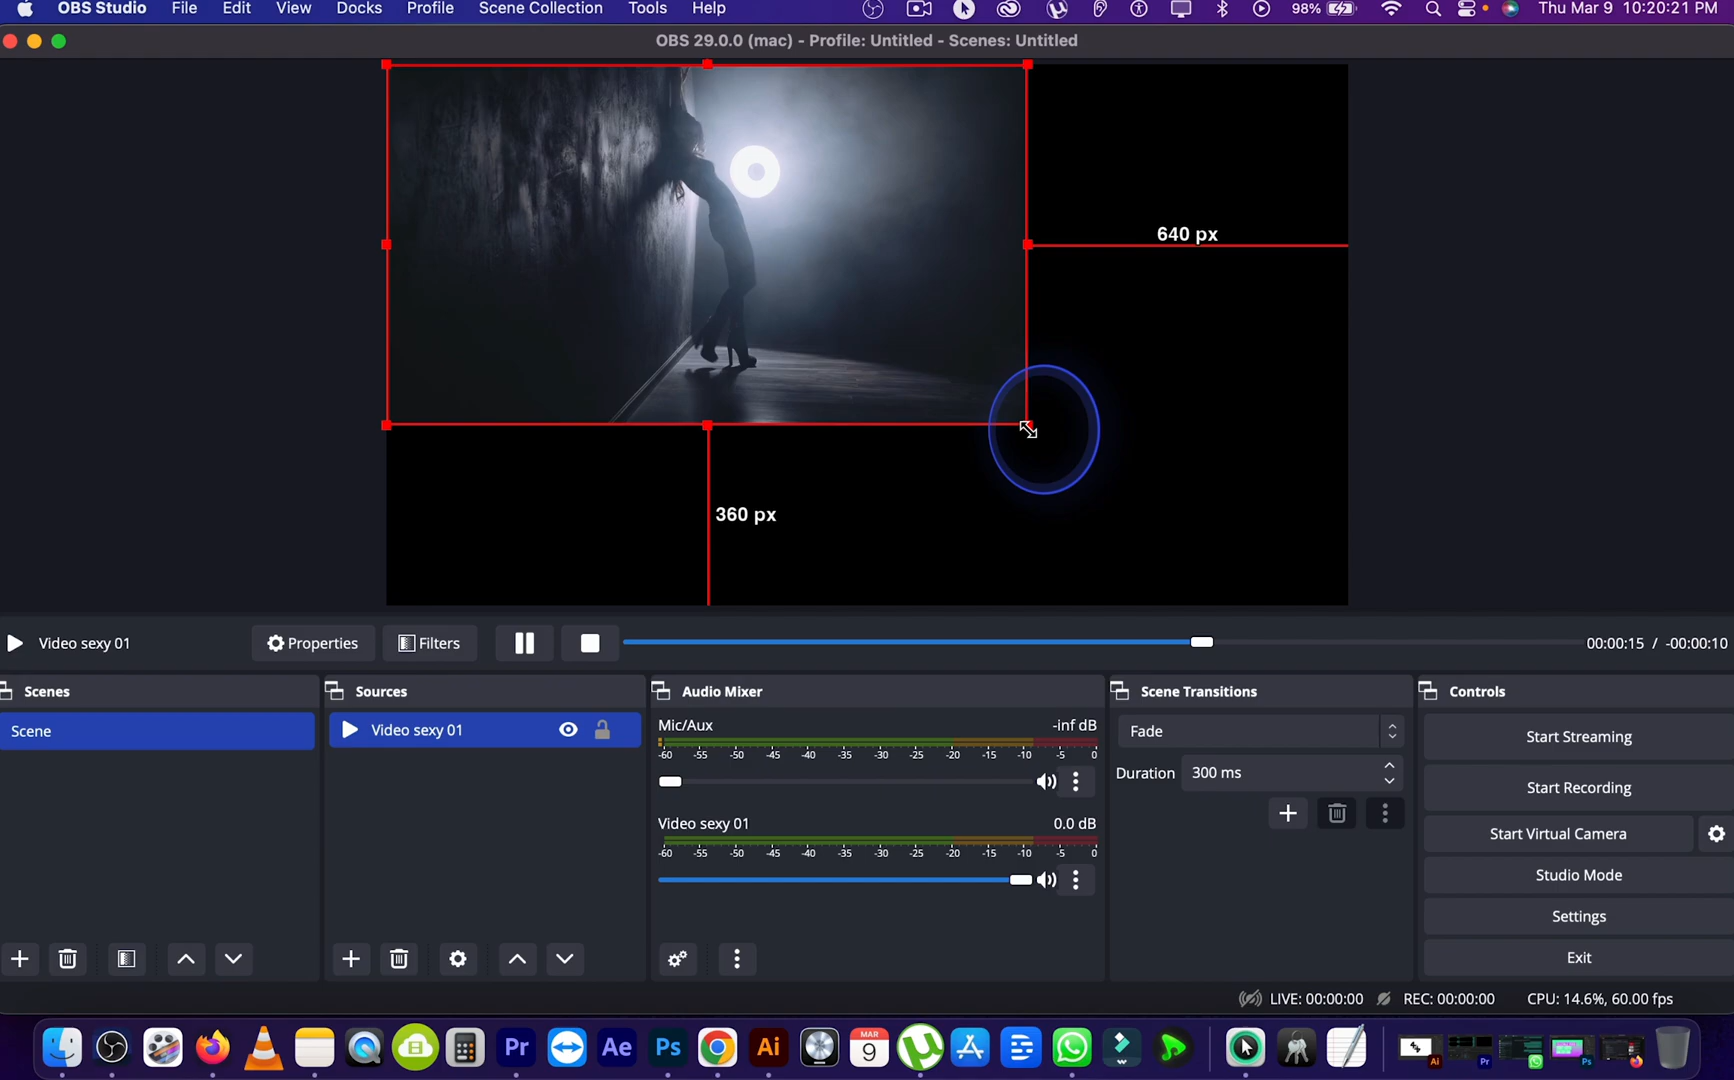 OBS Studio File Edit View Docks Profile Scene Collection Tools Help 98% Thu Mar 9 10:20:21 PM
OBS 29.0.0 (mac) - Profile: Untitled - Scenes: Untitled
640 px
360 px
Video sexy 01 Properties Filters 00:00:15 / -00:00:10
Scenes Sources Audio Mixer Scene Transitions Controls
Scene
Video sexy 01
Mic/Aux -inf dB
-60 -55 -50 -45 -40 -35 -30 -25 -20 -15 -10 -5 0
Video sexy 01 0.0 dB
-60 -55 -50 -45 -40 -35 -30 -25 -20 -15 -10 -5 0
Fade
Duration 300 ms
Start Streaming
Start Recording
Start Virtual Camera
Studio Mode
Settings
Exit
LIVE: 00:00:00 REC: 00:00:00 CPU: 14.6%, 60.00 fps
Pr Ae Ps Ai MAR 9 Ai Pr Ps